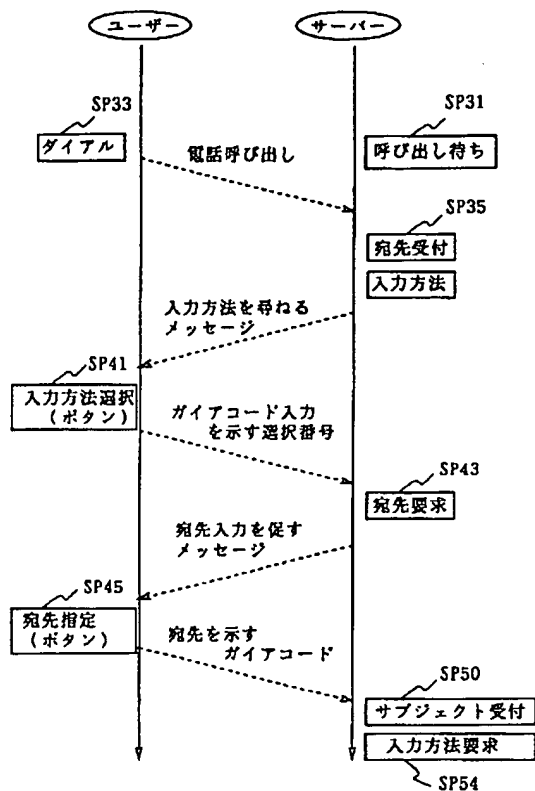 ユーザー
サーバー
SP33
SP31
ダイアル
電話呼び出し
呼び出し待ち
SP35
宛先受付
入力方法
入力方法を尋ねる
メッセージ
SP41
入力方法選択
(ボタン)
ガイアコード入力
を示す選択番号
SP43
宛先要求
宛先入力を促す
メッセージ
SP45
宛先指定
(ボタン)
宛先を示す
ガイアコード
SP50
サブジェクト受付
入力方法要求
SP54